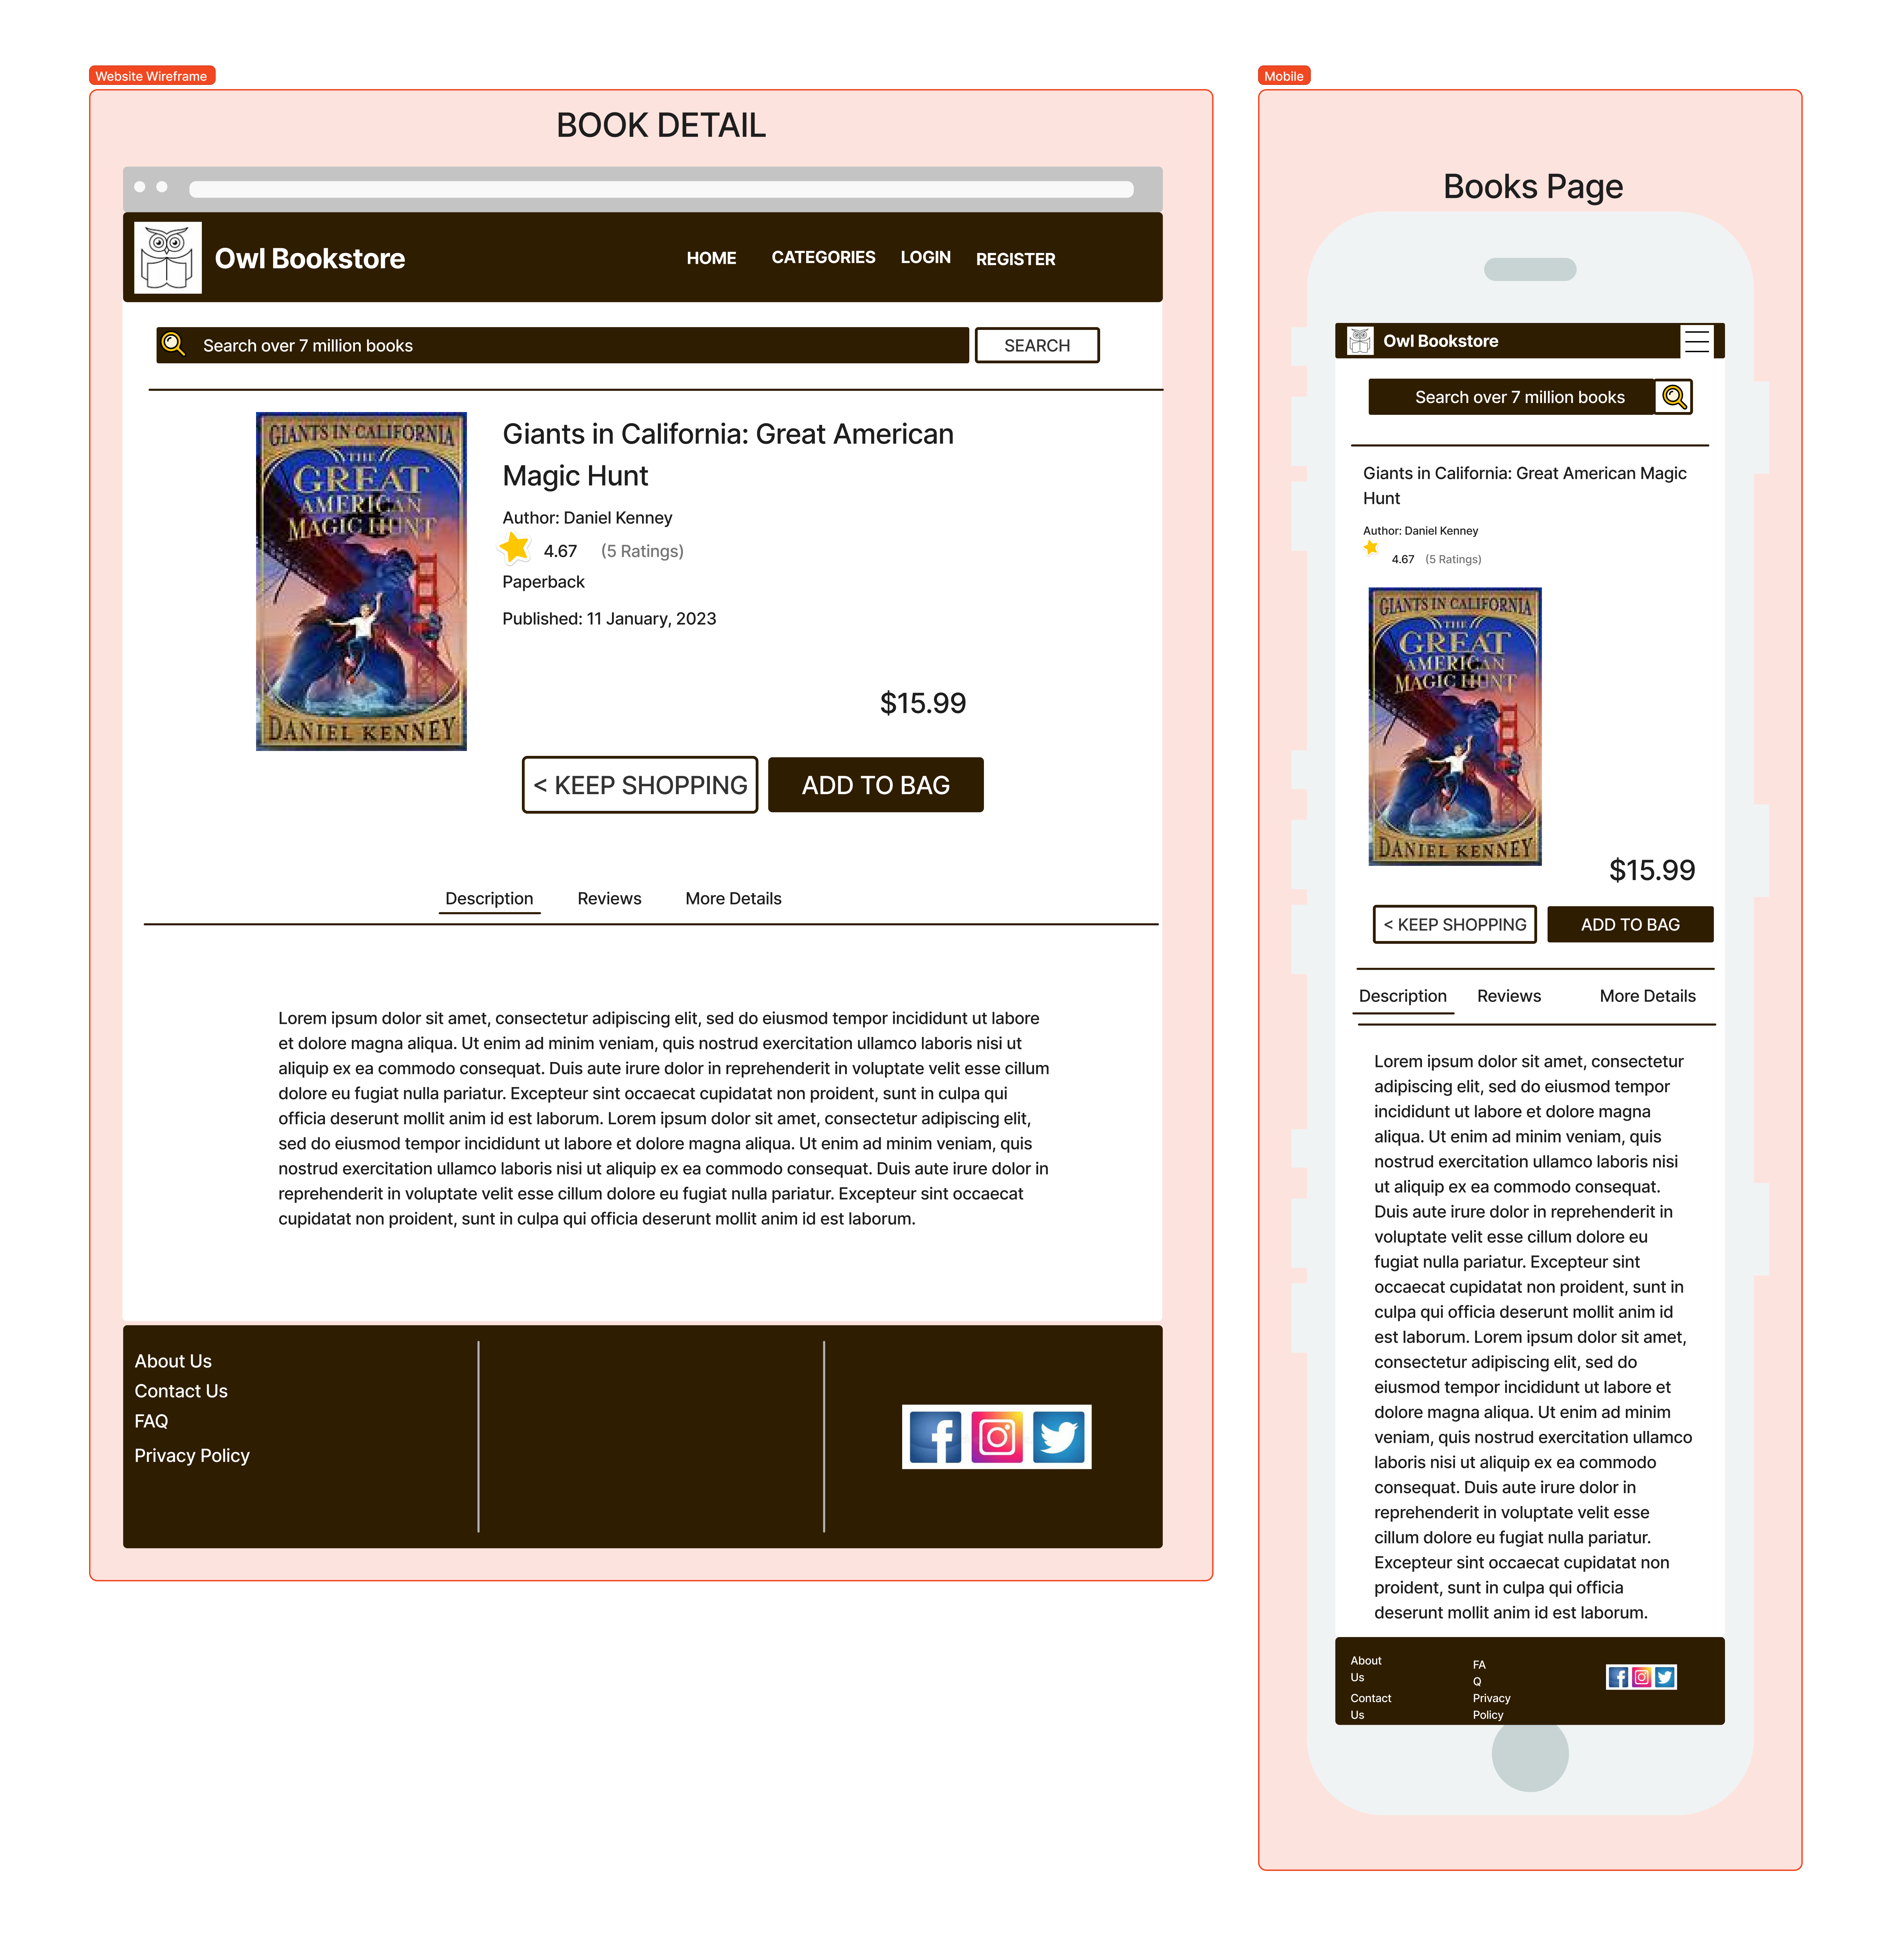 Website Wireframe
BOOK DETAIL
Owl Bookstore
HOME CATEGORIES LOGIN REGISTER
Search over 7 million books
SEARCH
GIANTS IN CALIFORNIA
THE
GREAT
AMERICAN
MAGIC HUNT
DANIEL KENNEY
Giants in California: Great American
Magic Hunt
Author: Daniel Kenney
4.67 (5 Ratings)
Paperback
Published: 11 January, 2023
$15.99
< KEEP SHOPPING
ADD TO BAG
Description Reviews More Details
Lorem ipsum dolor sit amet, consectetur adipiscing elit, sed do eiusmod tempor incididunt ut labore
et dolore magna aliqua. Ut enim ad minim veniam, quis nostrud exercitation ullamco laboris nisi ut
aliquip ex ea commodo consequat. Duis aute irure dolor in reprehenderit in voluptate velit esse cillum
dolore eu fugiat nulla pariatur. Excepteur sint occaecat cupidatat non proident, sunt in culpa qui
officia deserunt mollit anim id est laborum. Lorem ipsum dolor sit amet, consectetur adipiscing elit,
sed do eiusmod tempor incididunt ut labore et dolore magna aliqua. Ut enim ad minim veniam, quis
nostrud exercitation ullamco laboris nisi ut aliquip ex ea commodo consequat. Duis aute irure dolor in
reprehenderit in voluptate velit esse cillum dolore eu fugiat nulla pariatur. Excepteur sint occaecat
cupidatat non proident, sunt in culpa qui officia deserunt mollit anim id est laborum.
About Us
Contact Us
FAQ
Privacy Policy
Mobile
Books Page
Owl Bookstore
Search over 7 million books
Giants in California: Great American Magic
Hunt
Author: Daniel Kenney
4.67 (5 Ratings)
GIANTS IN CALIFORNIA
THE
GREAT
AMERICAN
MAGIC HUNT
DANIEL KENNEY
$15.99
< KEEP SHOPPING
ADD TO BAG
Description Reviews More Details
Lorem ipsum dolor sit amet, consectetur
adipiscing elit, sed do eiusmod tempor
incididunt ut labore et dolore magna
aliqua. Ut enim ad minim veniam, quis
nostrud exercitation ullamco laboris nisi
ut aliquip ex ea commodo consequat.
Duis aute irure dolor in reprehenderit in
voluptate velit esse cillum dolore eu
fugiat nulla pariatur. Excepteur sint
occaecat cupidatat non proident, sunt in
culpa qui officia deserunt mollit anim id
est laborum. Lorem ipsum dolor sit amet,
consectetur adipiscing elit, sed do
eiusmod tempor incididunt ut labore et
dolore magna aliqua. Ut enim ad minim
veniam, quis nostrud exercitation ullamco
laboris nisi ut aliquip ex ea commodo
consequat. Duis aute irure dolor in
reprehenderit in voluptate velit esse
cillum dolore eu fugiat nulla pariatur.
Excepteur sint occaecat cupidatat non
proident, sunt in culpa qui officia
deserunt mollit anim id est laborum.
About
Us
Contact
Us
FA
Q
Privacy
Policy